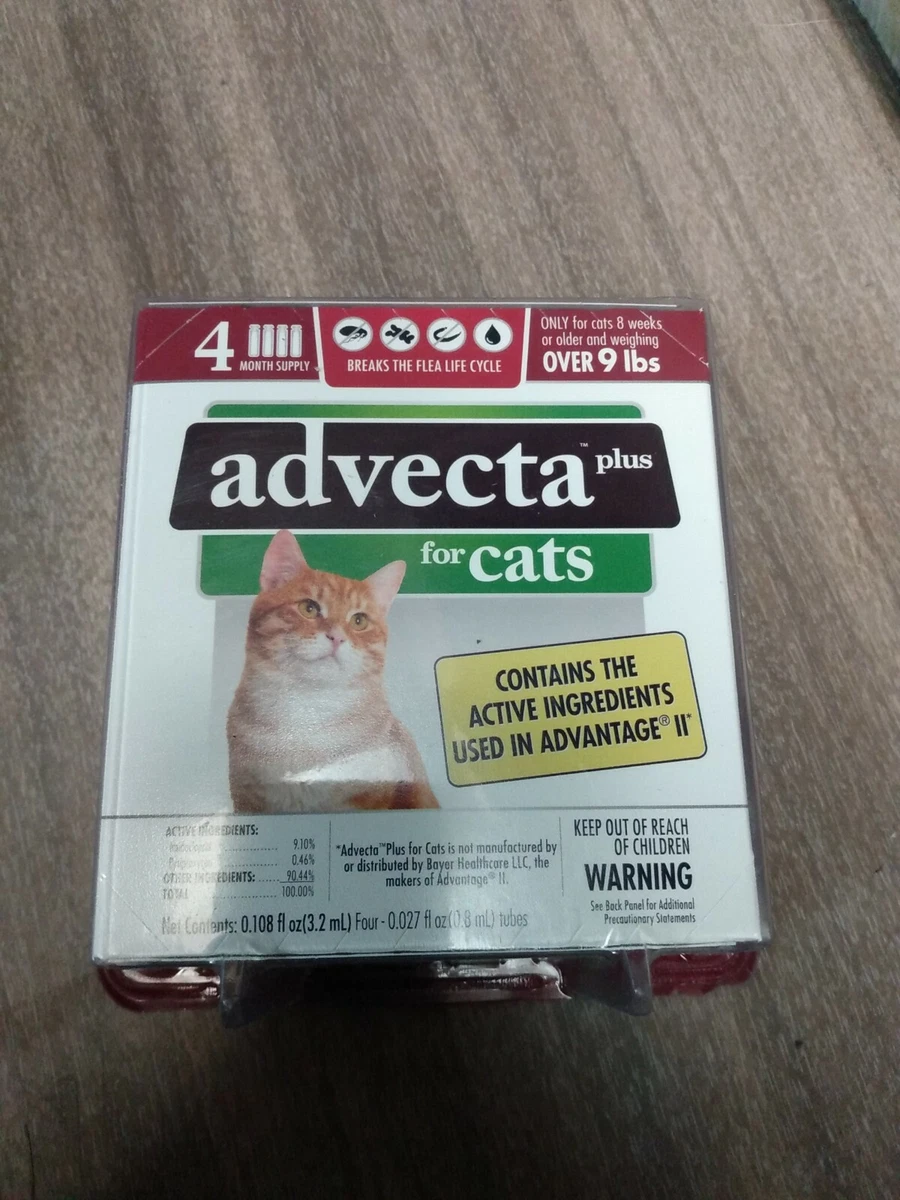 4
MONTH SUPPLY
BREAKS THE FLEA LIFE CYCLE
ONLY for cats 8 weeks
or older and weighing
OVER 9 lbs
advecta™ plus
for cats
CONTAINS THE
ACTIVE INGREDIENTS
USED IN ADVANTAGE® II*
ACTIVE INGREDIENTS:
9.10%
0.46%
OTHER INGREDIENTS: ...... 90.44%
TOTAL ............ 100.00%
*Advecta™Plus for Cats is not manufactured by
or distributed by Bayer Healthcare LLC, the
makers of Advantage® II.
KEEP OUT OF REACH
OF CHILDREN
WARNING
See Back Panel for Additional
Precautionary Statements
Net Contents: 0.108 fl oz(3.2 mL) Four - 0.027 fl oz(0.8 mL) tubes